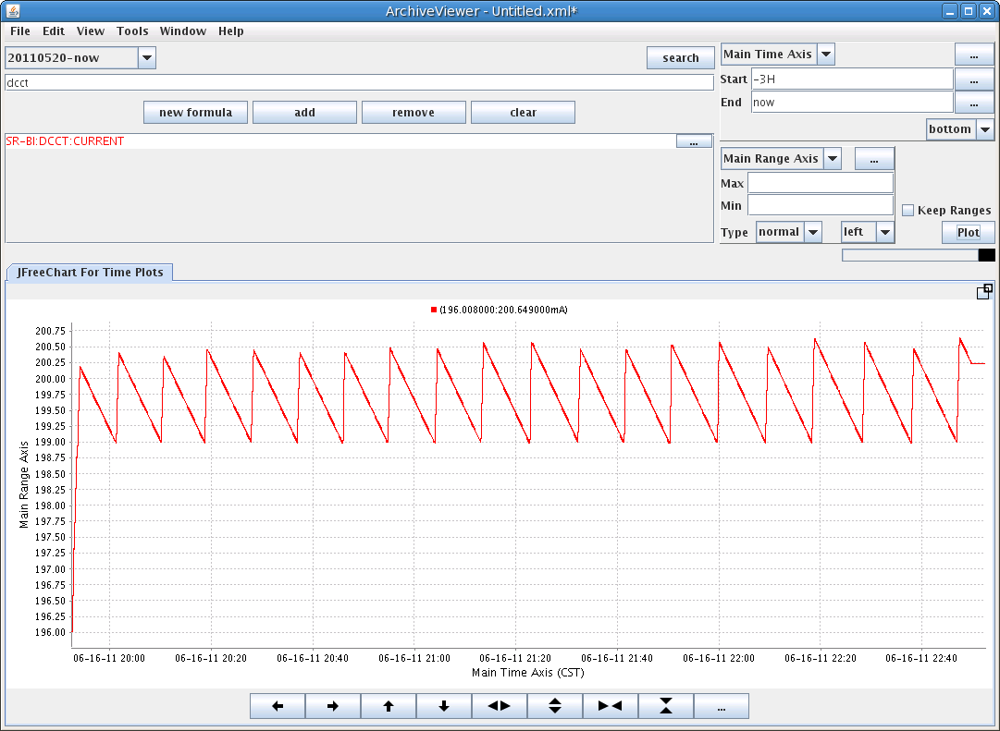 ArchiveViewer - Untitled.xml*
File Edit View Tools Window Help
20110520-now
search
dcct
new formula add remove clear
SR-BI:DCCT:CURRENT
...
Main Time Axis
...
Start -3H
...
End now
...
bottom
Main Range Axis
...
Max
Min
Keep Ranges
Type normal left Plot
JFreeChart For Time Plots
(196.008000:200.649000mA)
200.75
200.50
200.25
200.00
199.75
199.50
199.25
199.00
198.75
198.50
198.25
198.00
197.75
197.50
197.25
197.00
196.75
196.50
196.25
196.00
Main Range Axis
06-16-11 20:00 06-16-11 20:20 06-16-11 20:40 06-16-11 21:00 06-16-11 21:20 06-16-11 21:40 06-16-11 22:00 06-16-11 22:20 06-16-11 22:40
Main Time Axis (CST)
...